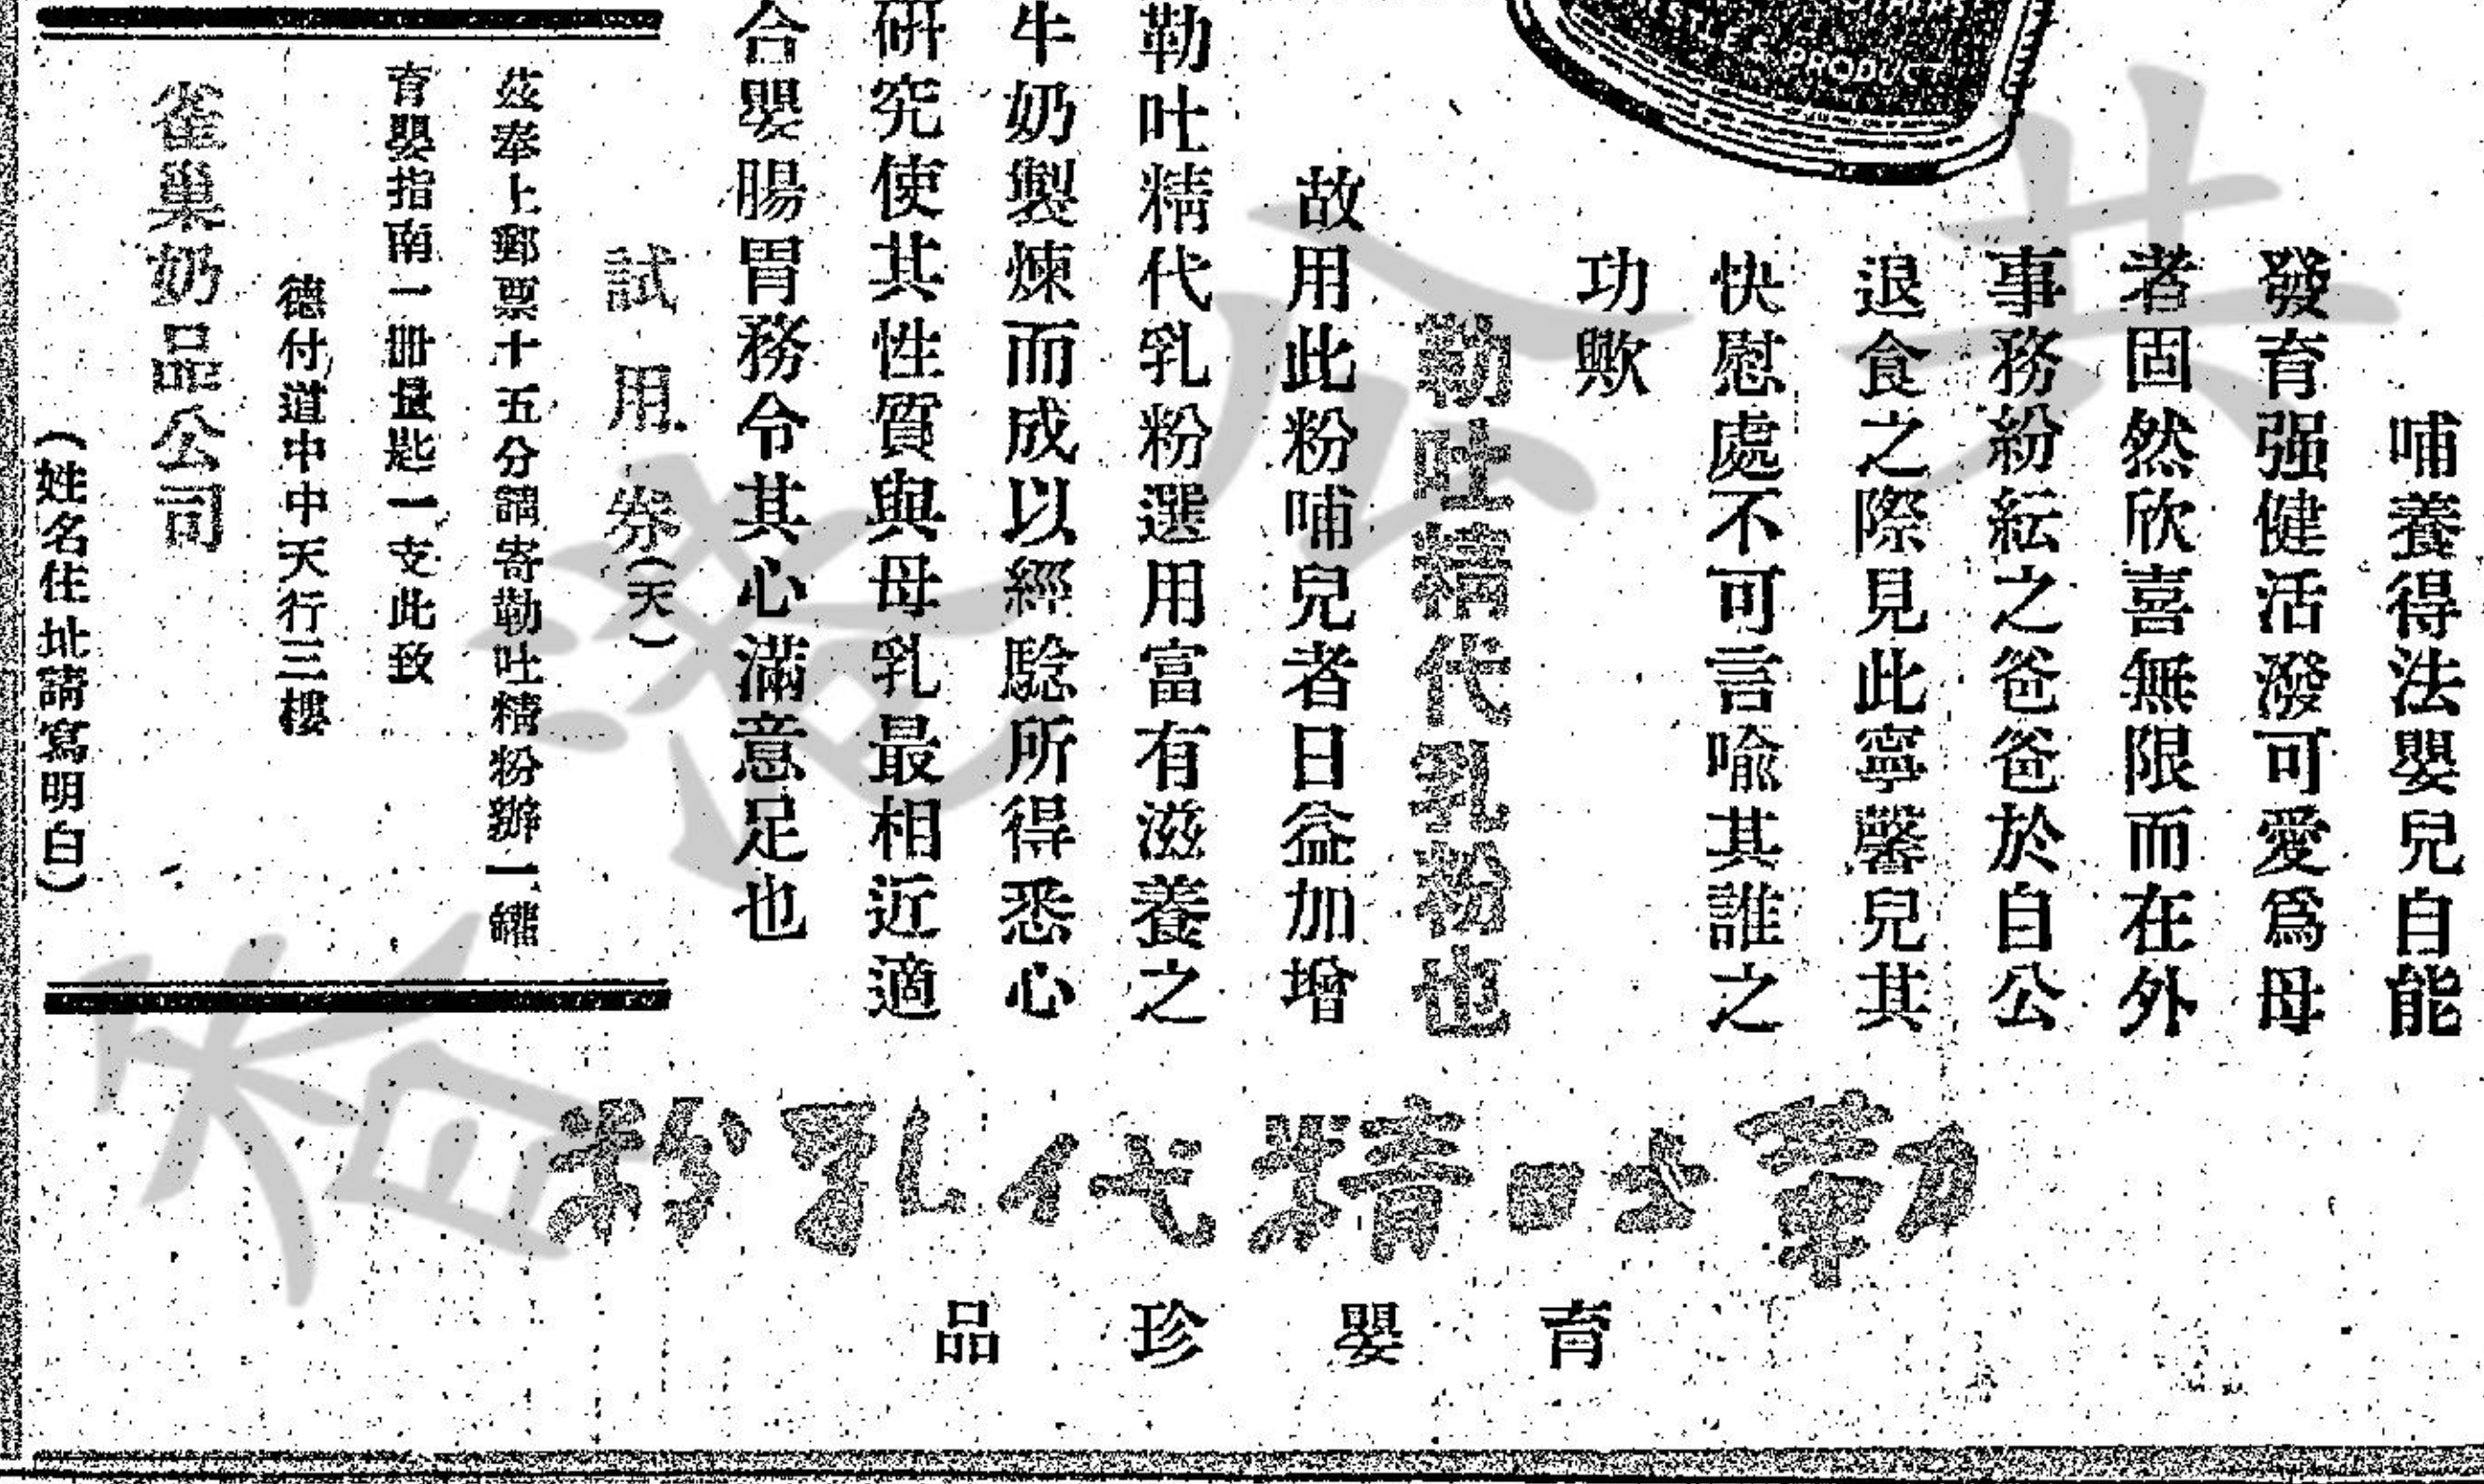 哺養得法嬰兒自能
發育强健活潑可愛爲母
者固然欣喜無限而在外
事務紛紜之爸爸於自公
退食之際見此寧馨兒其
快慰處不可言喻其誰之
功歟
勒吐精代乳粉也
故用此粉哺兒者日益加增
勒吐精代乳粉選用富有滋養之
牛奶製煉而成以經驗所得悉心
研究使其性質與母乳最相近適
合嬰腸胃務令其心滿意足也
NESTLÉ'S PRODUCT
試用券(天)
茲奉上郵票十五分請寄勒吐精粉辦一罐
育嬰指南一冊量匙一支此致
德付道中中天行三樓
雀巢奶品公司
(姓名住址請寫明白)
勒吐精代乳粉
育嬰珍品